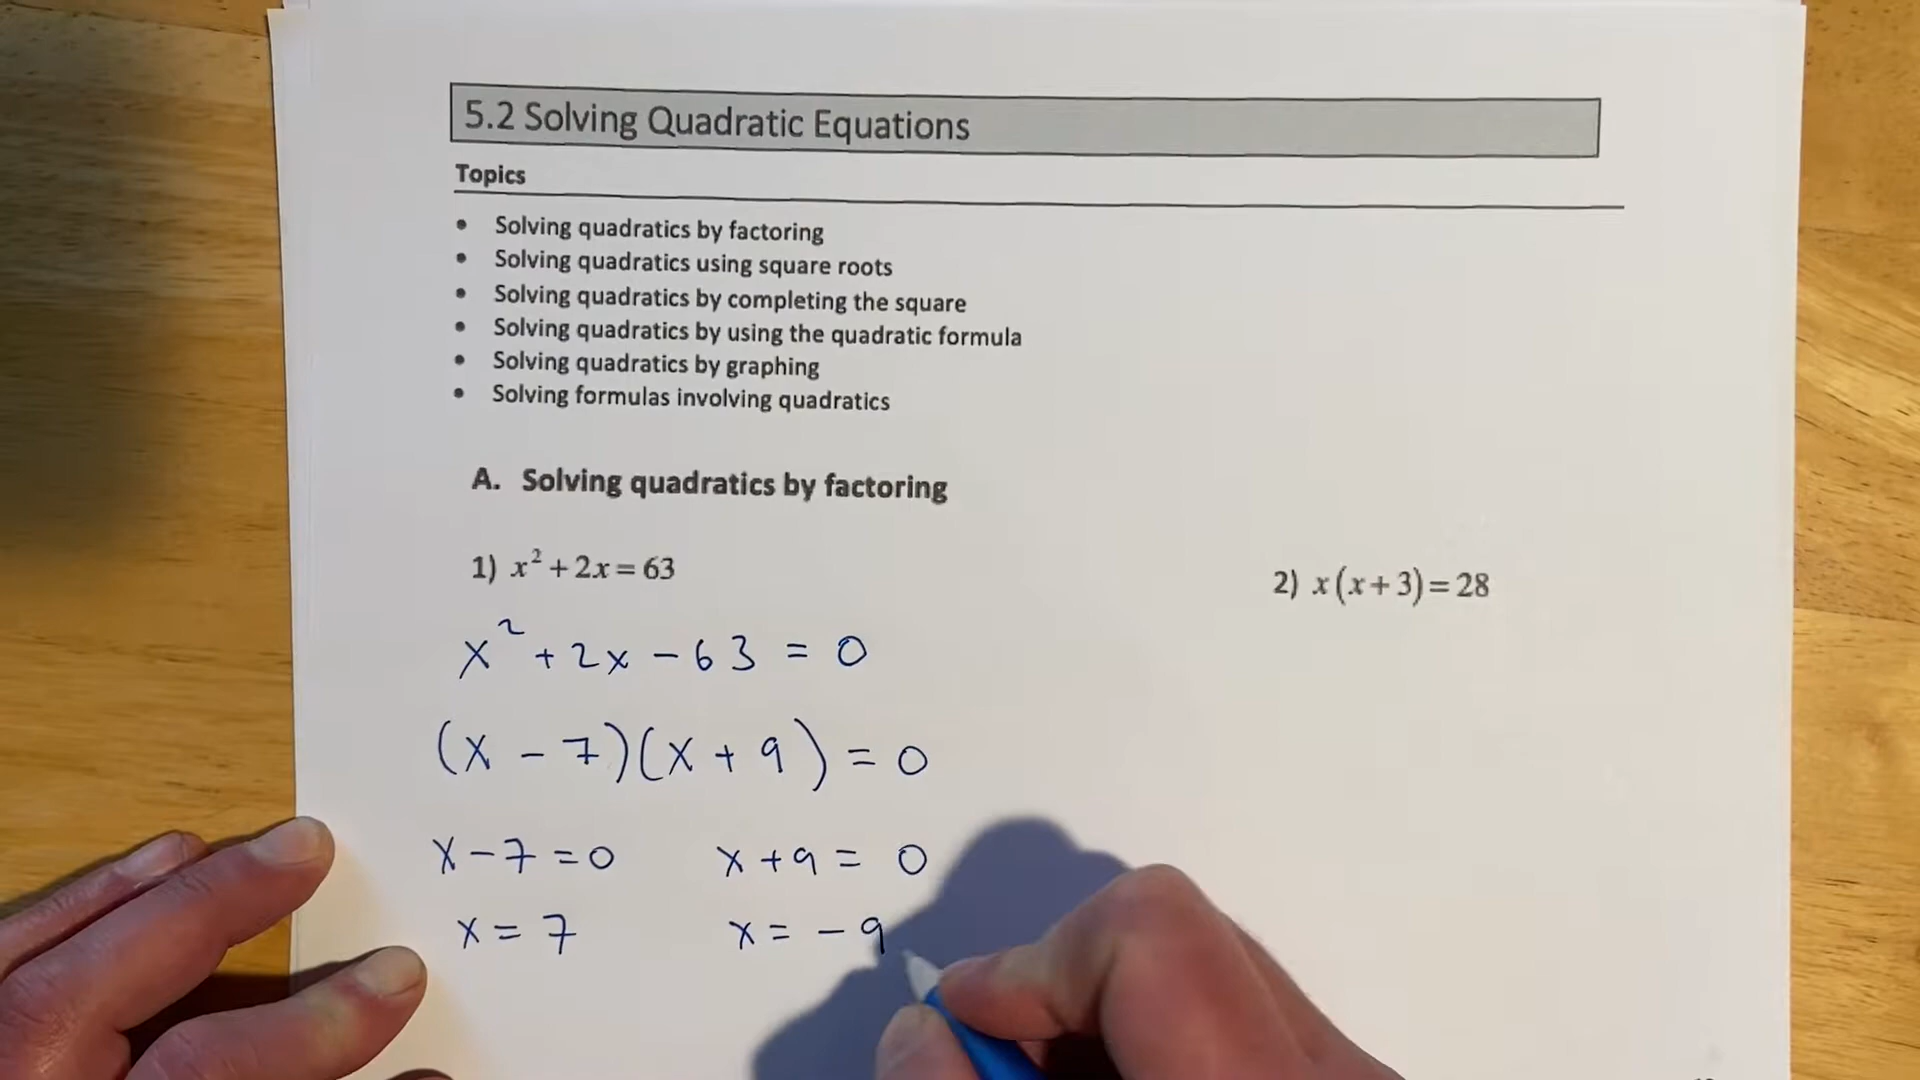 5.2 Solving Quadratic Equations
Topics
• Solving quadratics by factoring
• Solving quadratics using square roots
• Solving quadratics by completing the square
• Solving quadratics by using the quadratic formula
• Solving quadratics by graphing
• Solving formulas involving quadratics
A. Solving quadratics by factoring
1) x² + 2x = 63
2) x(x + 3) = 28
x² + 2x - 63 = 0
(x - 7)(x + 9) = 0
x - 7 = 0 x + 9 = 0
x = 7 x = -9